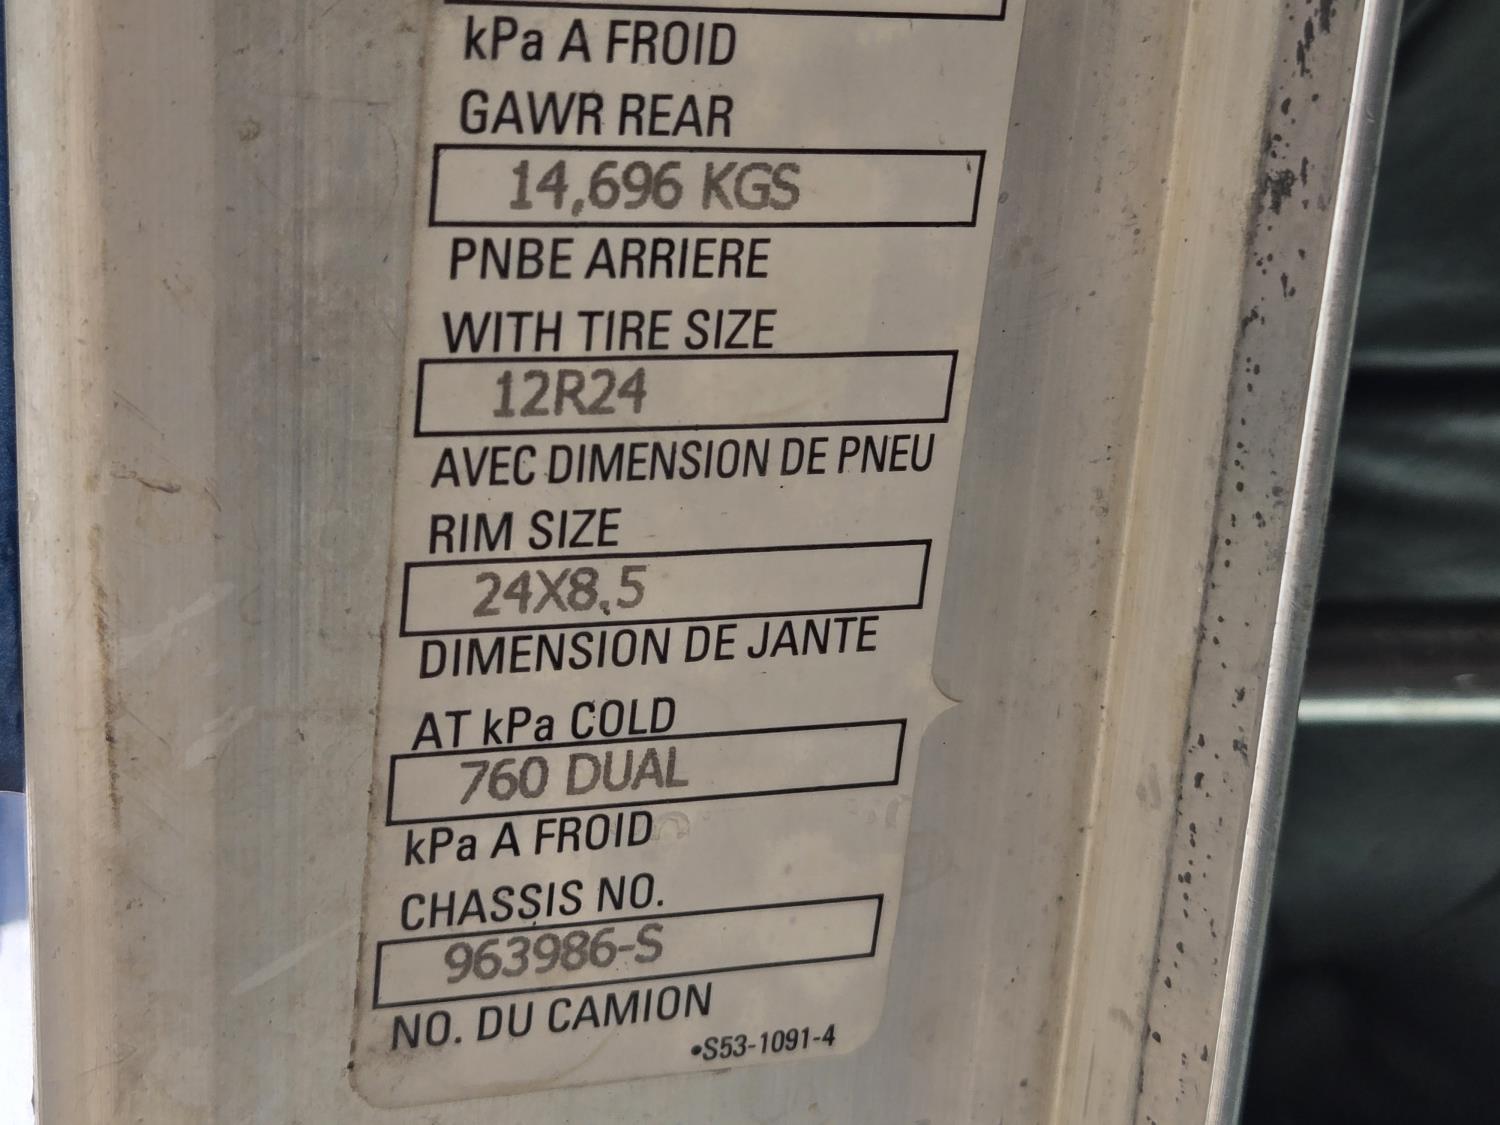 kPa A FROID
GAWR REAR
14,696 KGS
PNBE ARRIERE
WITH TIRE SIZE
12R24
AVEC DIMENSION DE PNEU
RIM SIZE
24X8.5
DIMENSION DE JANTE
AT kPa COLD
760 DUAL
kPa A FROID
CHASSIS NO.
963986-S
NO. DU CAMION
•S53-1091-4